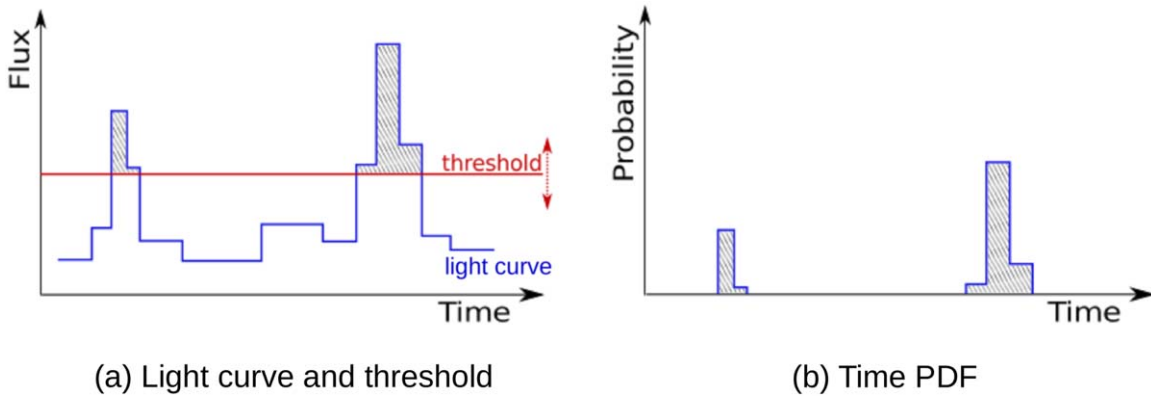 Flux
threshold
light curve
Time
(a) Light curve and threshold
Probability
Time
(b) Time PDF